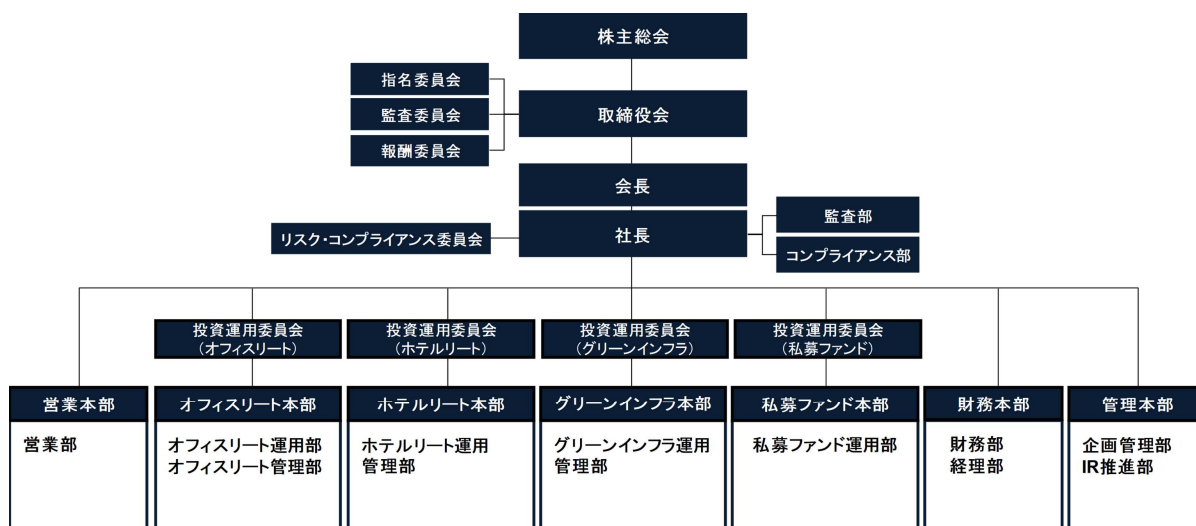 株主総会
指名委員会
監査委員会
報酬委員会
取締役会
会長
社長
リスク・コンプライアンス委員会
監査部
コンプライアンス部
投資運用委員会
(オフィスリート)
投資運用委員会
(ホテルリート)
投資運用委員会
(グリーンインフラ)
投資運用委員会
(私募ファンド)
営業本部
営業部
オフィスリート本部
オフィスリート運用部
オフィスリート管理部
ホテルリート本部
ホテルリート運用
管理部
グリーンインフラ本部
グリーンインフラ運用
管理部
私募ファンド本部
私募ファンド運用部
財務本部
財務部
経理部
管理本部
企画管理部
IR推進部